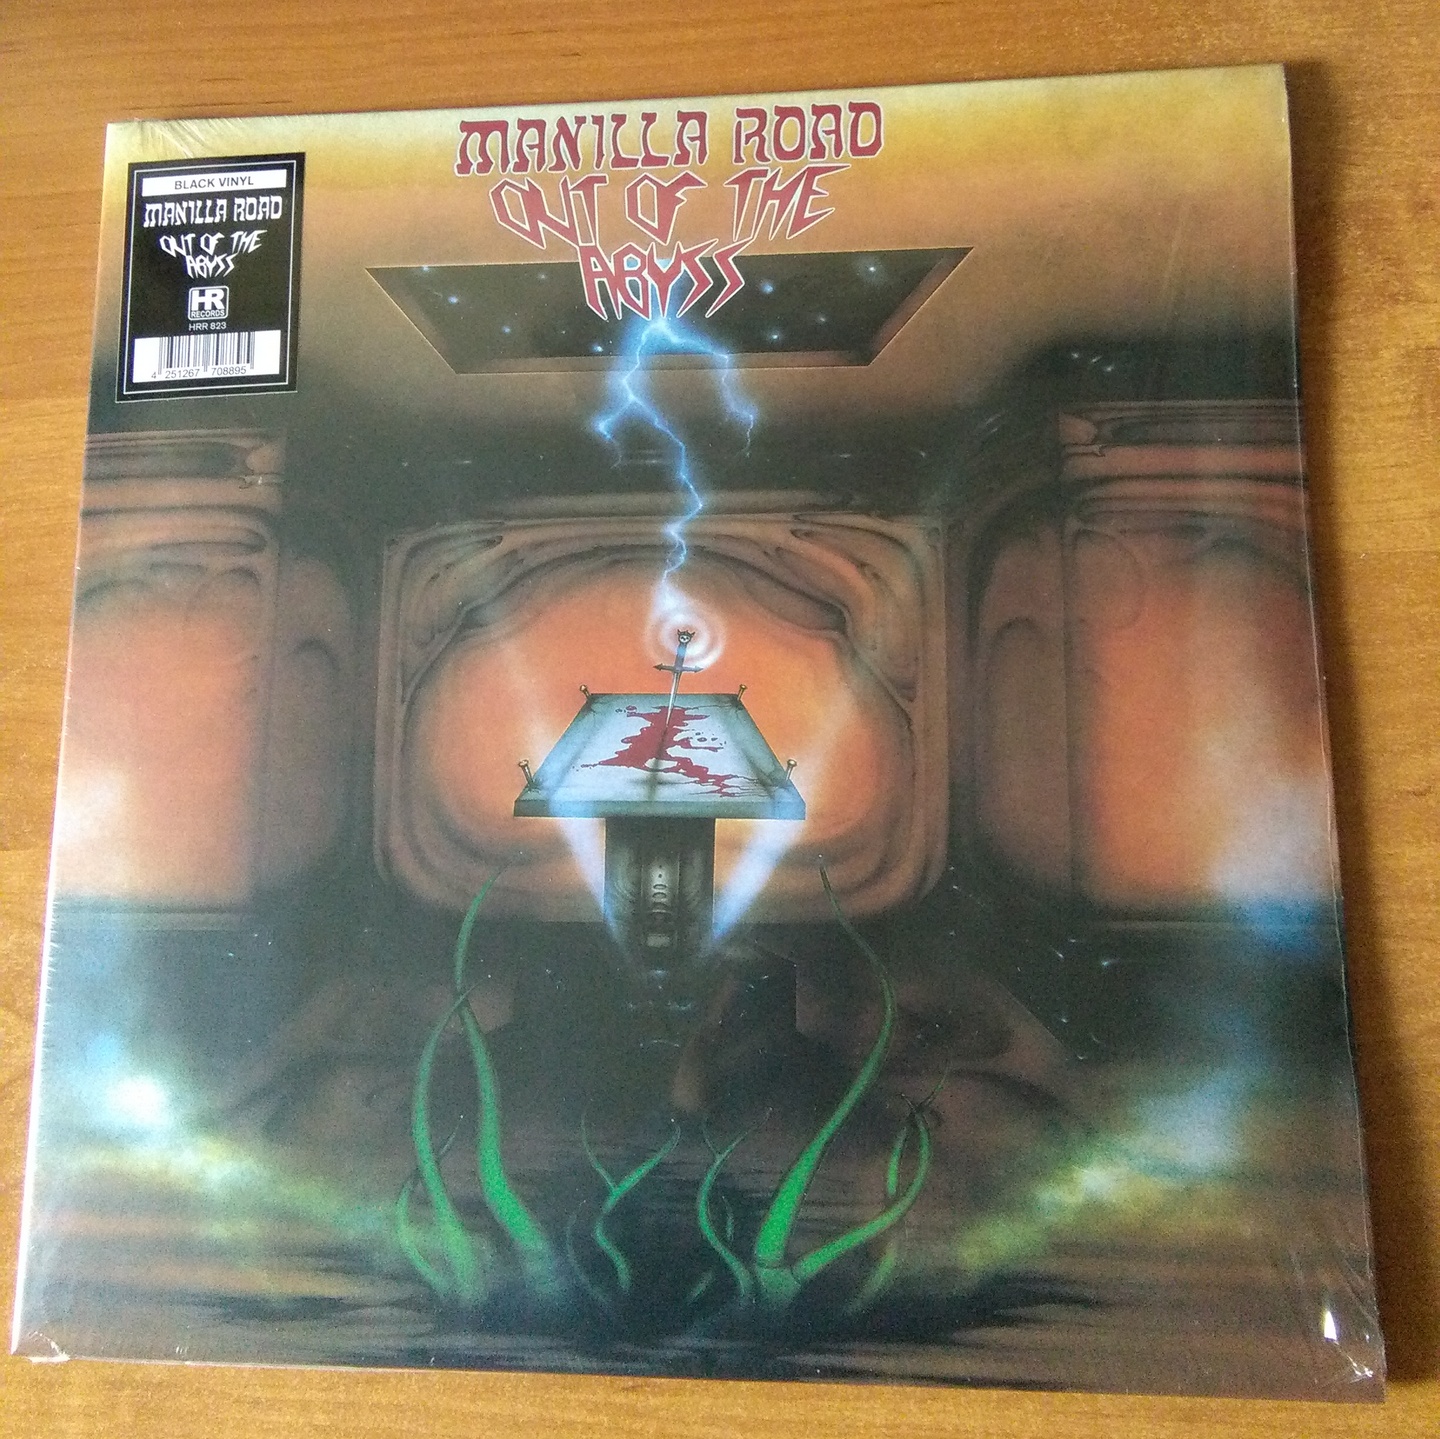 MANILLA ROAD
OUT OF THE
ABYSS
BLACK VINYL
MANILLA ROAD
OUT OF THE
ABYSS
HR
RECORDS
HRR 823
4 251267 708895